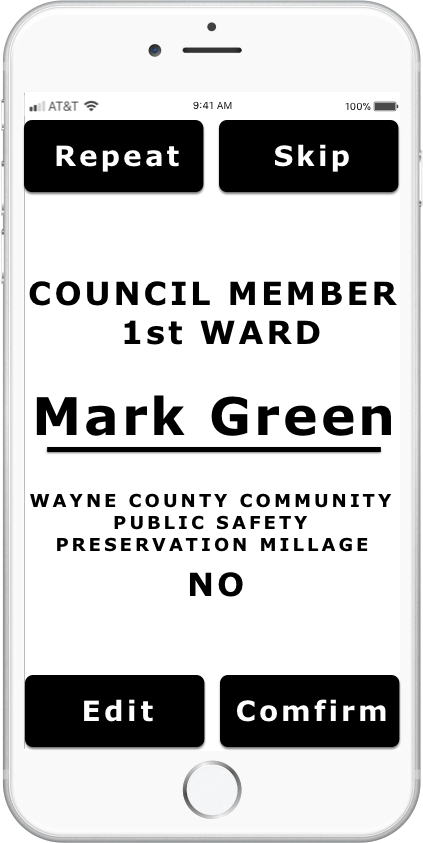 AT&T 9:41 AM 100%
Repeat Skip
COUNCIL MEMBER
1st WARD
Mark Green
WAYNE COUNTY COMMUNITY
PUBLIC SAFETY
PRESERVATION MILLAGE
NO
Edit Comfirm